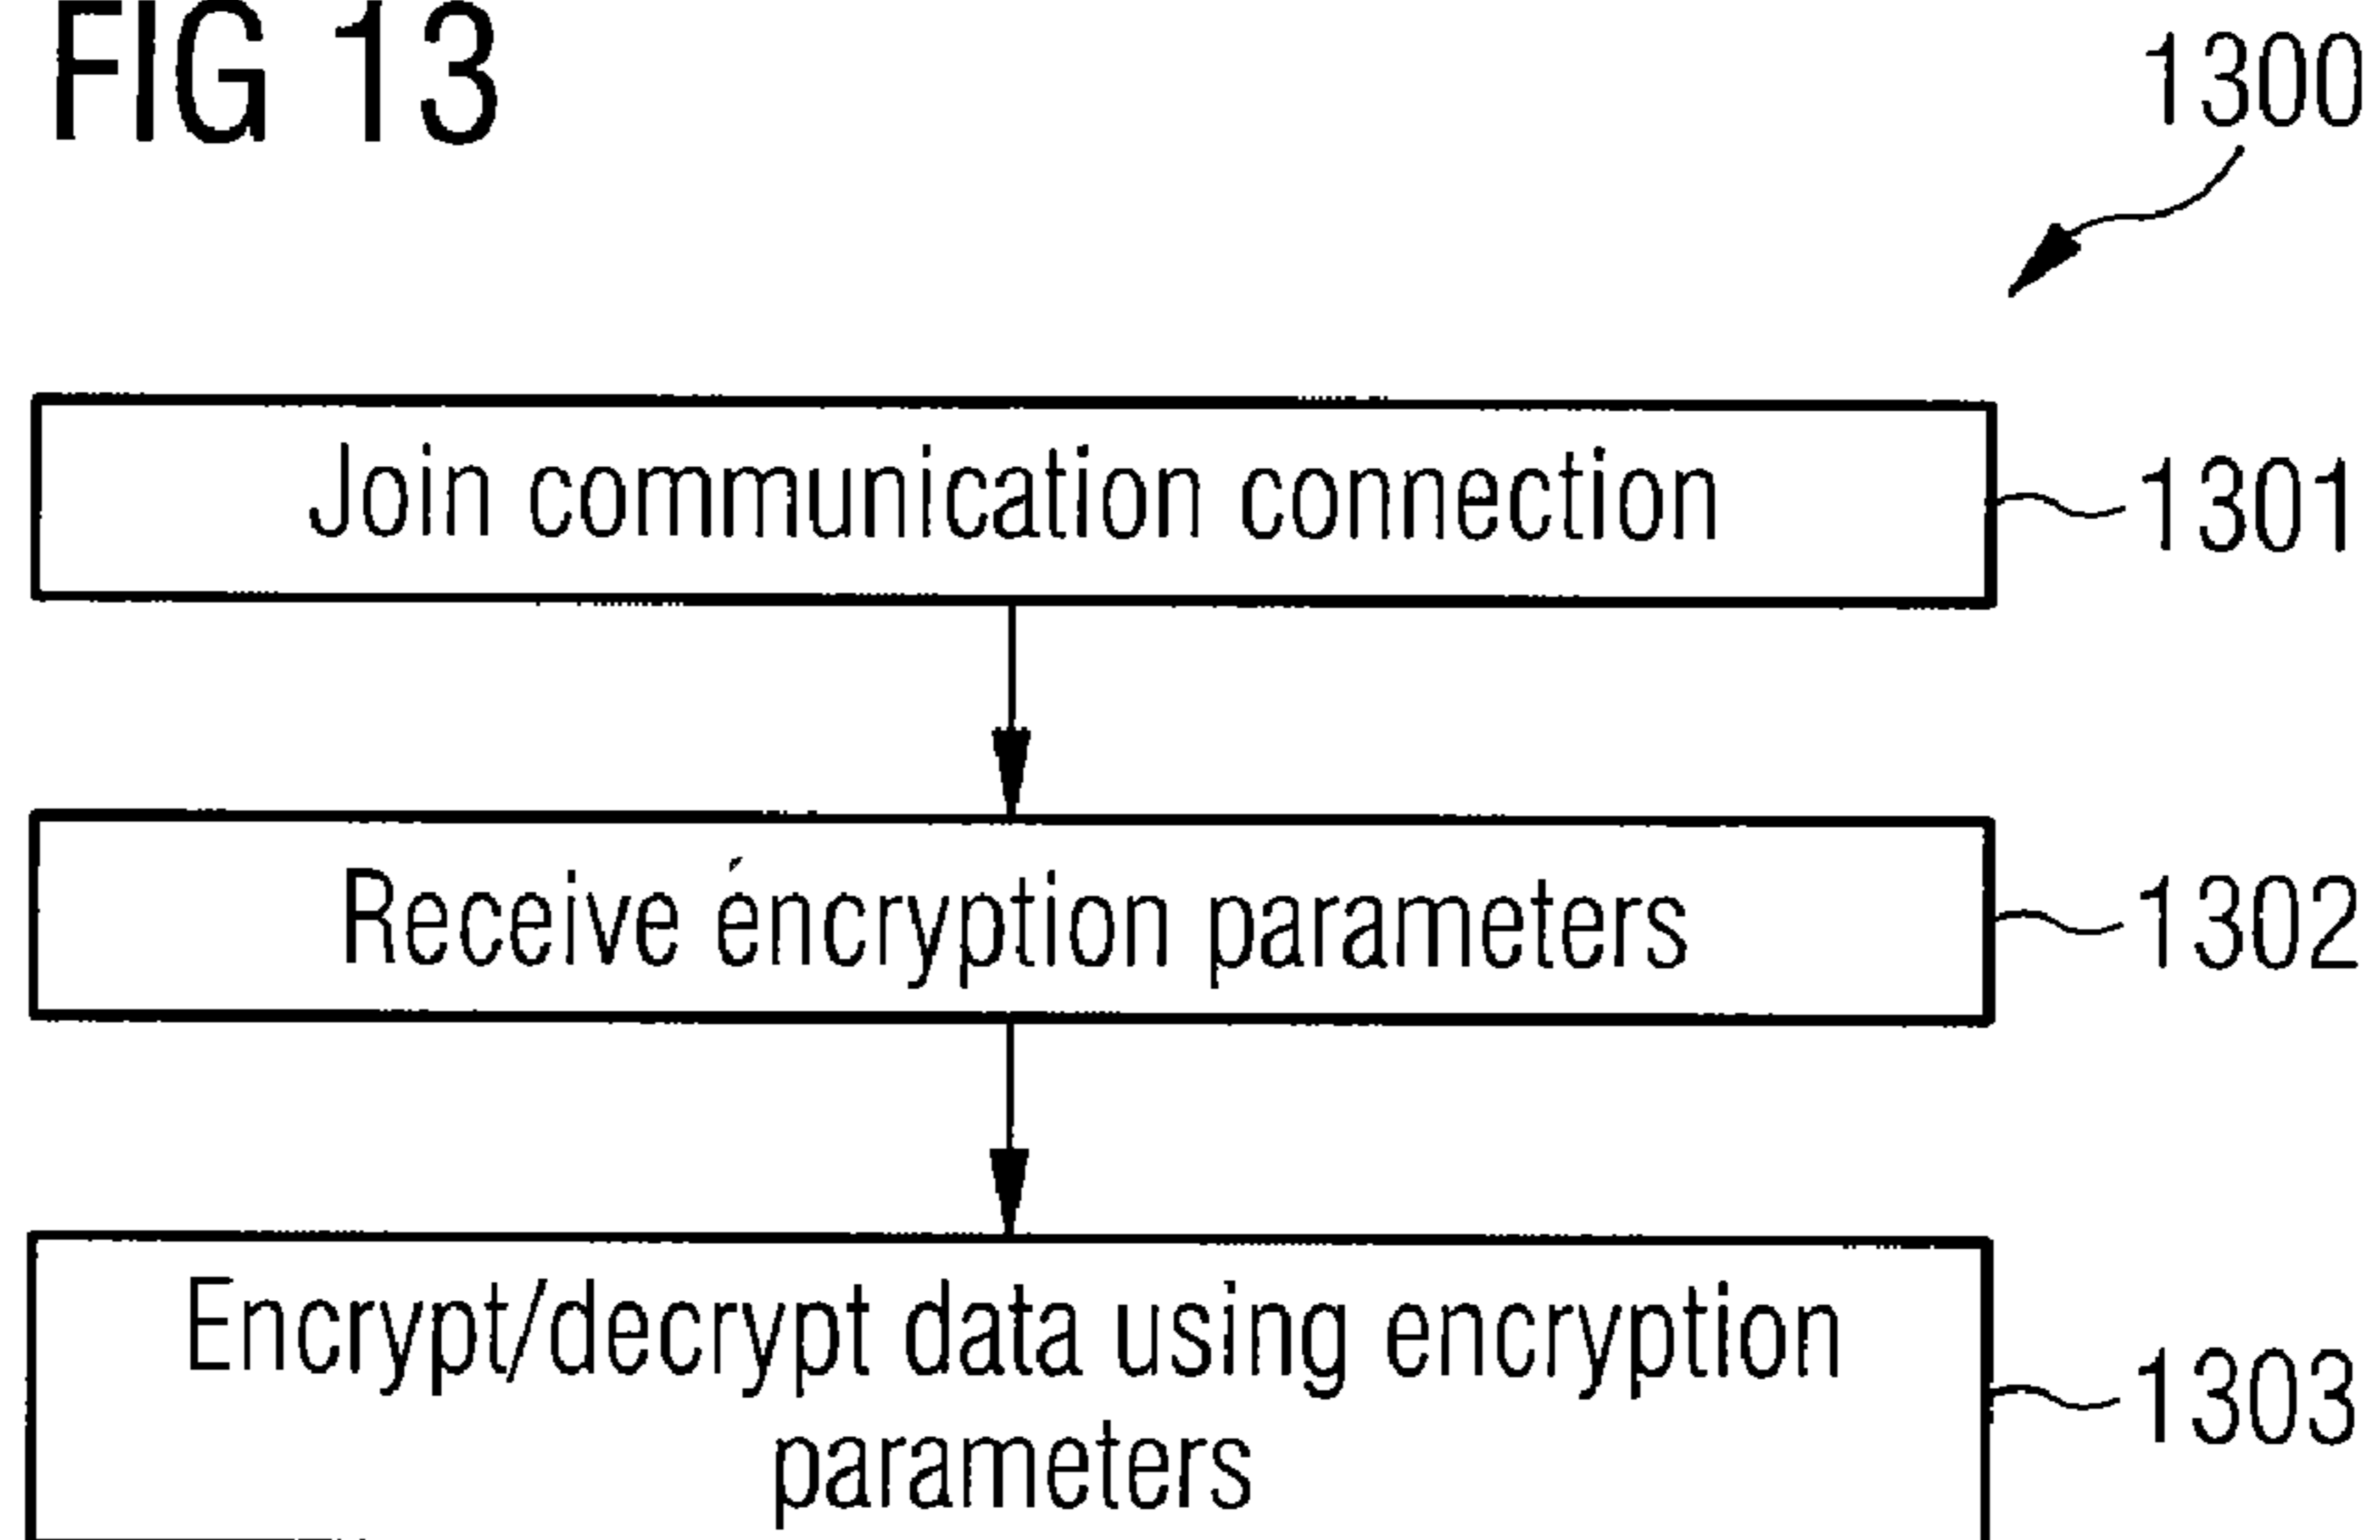 FIG 13
1300
Join communication connection
1301
Receive encryption parameters
1302
Encrypt/decrypt data using encryption
parameters
1303